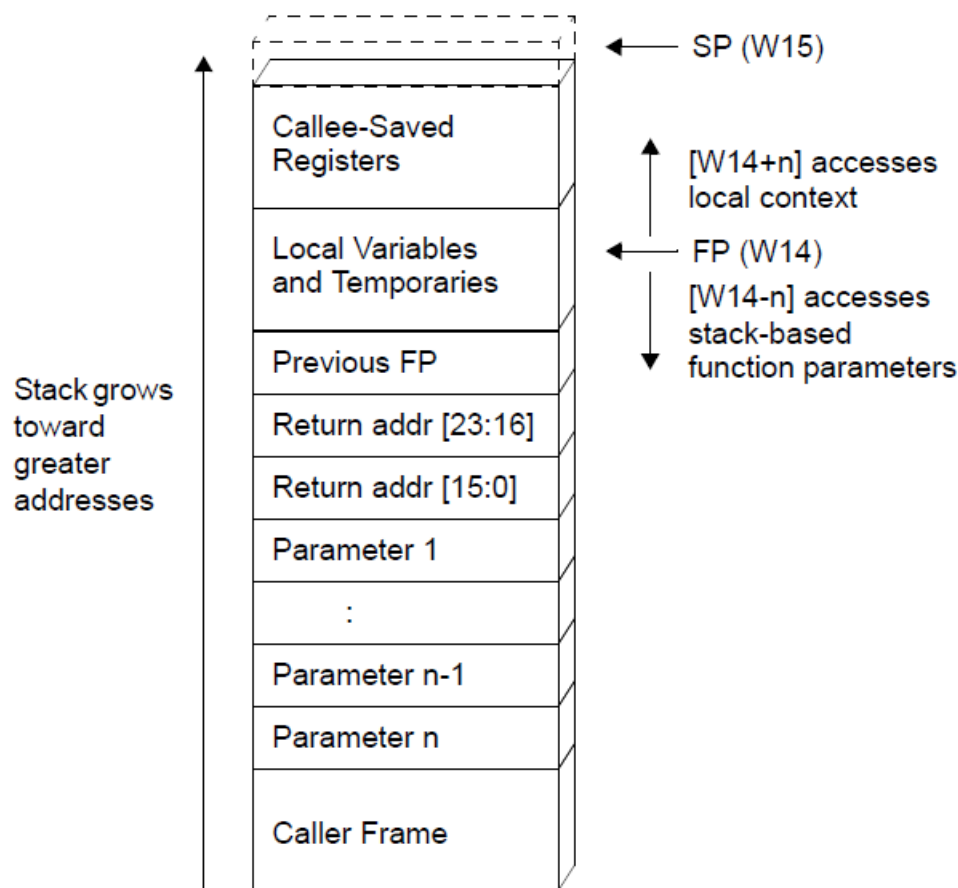 SP (W15)
Callee-Saved
Registers
[W14+n] accesses
local context
Local Variables
and Temporaries
FP (W14)
[W14-n] accesses
stack-based
function parameters
Previous FP
Stack grows
toward
greater
addresses
Return addr [23:16]
Return addr [15:0]
Parameter 1
:
Parameter n-1
Parameter n
Caller Frame